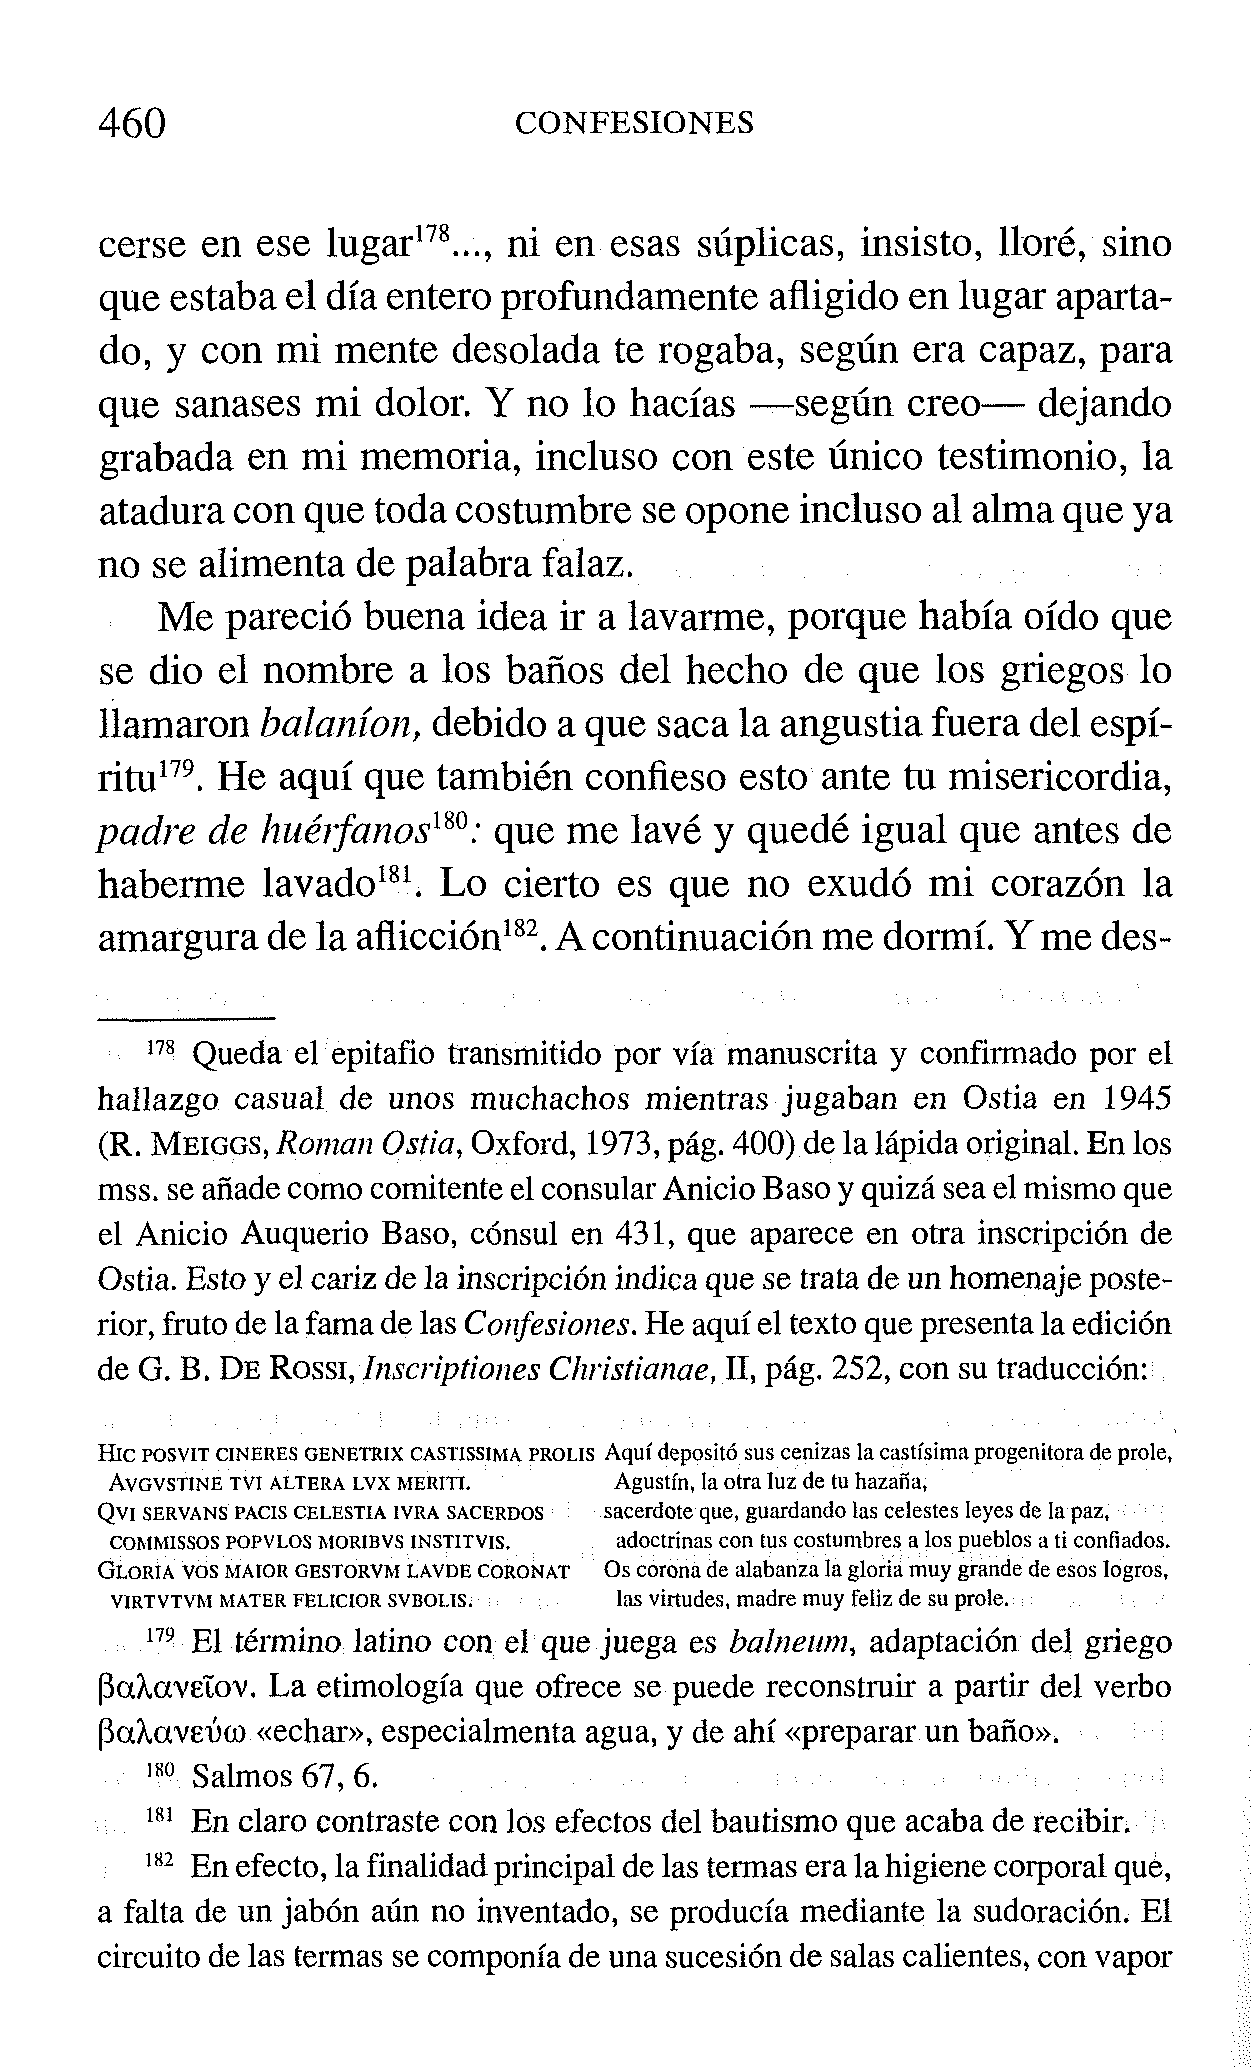 460 CONFESIONES
cerse en ese lugar¹⁷⁸..., ni en esas súplicas, insisto, lloré, sino
que estaba el día entero profundamente afligido en lugar aparta-
do, y con mi mente desolada te rogaba, según era capaz, para
que sanases mi dolor. Y no lo hacías —según creo— dejando
grabada en mi memoria, incluso con este único testimonio, la
atadura con que toda costumbre se opone incluso al alma que ya
no se alimenta de palabra falaz.
Me pareció buena idea ir a lavarme, porque había oído que
se dio el nombre a los baños del hecho de que los griegos lo
llamaron balaníon, debido a que saca la angustia fuera del espí-
ritu¹⁷⁹. He aquí que también confieso esto ante tu misericordia,
padre de huérfanos¹⁸⁰: que me lavé y quedé igual que antes de
haberme lavado¹⁸¹. Lo cierto es que no exudó mi corazón la
amargura de la aflicción¹⁸². A continuación me dormí. Y me des-
¹⁷⁸ Queda el epitafio transmitido por vía manuscrita y confirmado por el
hallazgo casual de unos muchachos mientras jugaban en Ostia en 1945
(R. MEIGGS, Roman Ostia, Oxford, 1973, pág. 400) de la lápida original. En los
mss. se añade como comitente el consular Anicio Baso y quizá sea el mismo que
el Anicio Auquerio Baso, cónsul en 431, que aparece en otra inscripción de
Ostia. Esto y el cariz de la inscripción indica que se trata de un homenaje poste-
rior, fruto de la fama de las Confesiones. He aquí el texto que presenta la edición
de G. B. DE ROSSI, Inscriptiones Christianae, II, pág. 252, con su traducción:
HIC POSVIT CINERES GENETRIX CASTISSIMA PROLIS Aquí depositó sus cenizas la castísima progenitora de prole,
AVGVSTINE TVI ALTERA LVX MERITI. Agustín, la otra luz de tu hazaña,
QVI SERVANS PACIS CELESTIA IVRA SACERDOS sacerdote que, guardando las celestes leyes de la paz,
COMMISSOS POPVLOS MORIBVS INSTITVIS. adoctrinas con tus costumbres a los pueblos a ti confiados.
GLORIA VOS MAIOR GESTORVM LAVDE CORONAT Os corona de alabanza la gloria muy grande de esos logros,
VIRTVTVM MATER FELICIOR SVBOLIS. las virtudes, madre muy feliz de su prole.
¹⁷⁹ El término latino con el que juega es balneum, adaptación del griego
βαλανεῖον. La etimología que ofrece se puede reconstruir a partir del verbo
βαλανεύω «echar», especialmenta agua, y de ahí «preparar un baño».
¹⁸⁰ Salmos 67, 6.
¹⁸¹ En claro contraste con los efectos del bautismo que acaba de recibir.
¹⁸² En efecto, la finalidad principal de las termas era la higiene corporal que,
a falta de un jabón aún no inventado, se producía mediante la sudoración. El
circuito de las termas se componía de una sucesión de salas calientes, con vapor